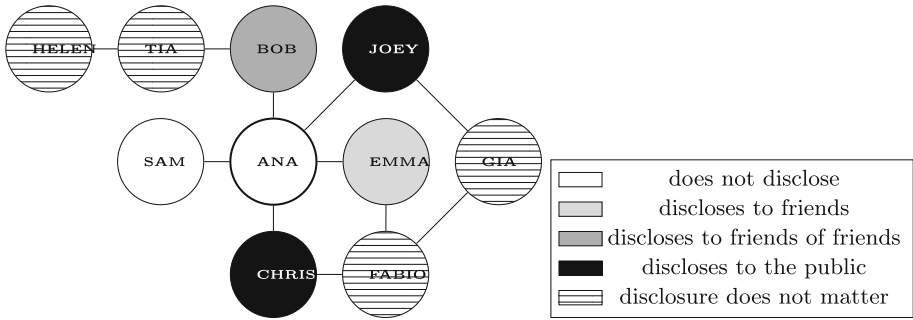 HELEN TIA BOB JOEY
SAM ANA EMMA GIA
CHRIS FABIO
does not disclose
discloses to friends
discloses to friends of friends
discloses to the public
disclosure does not matter